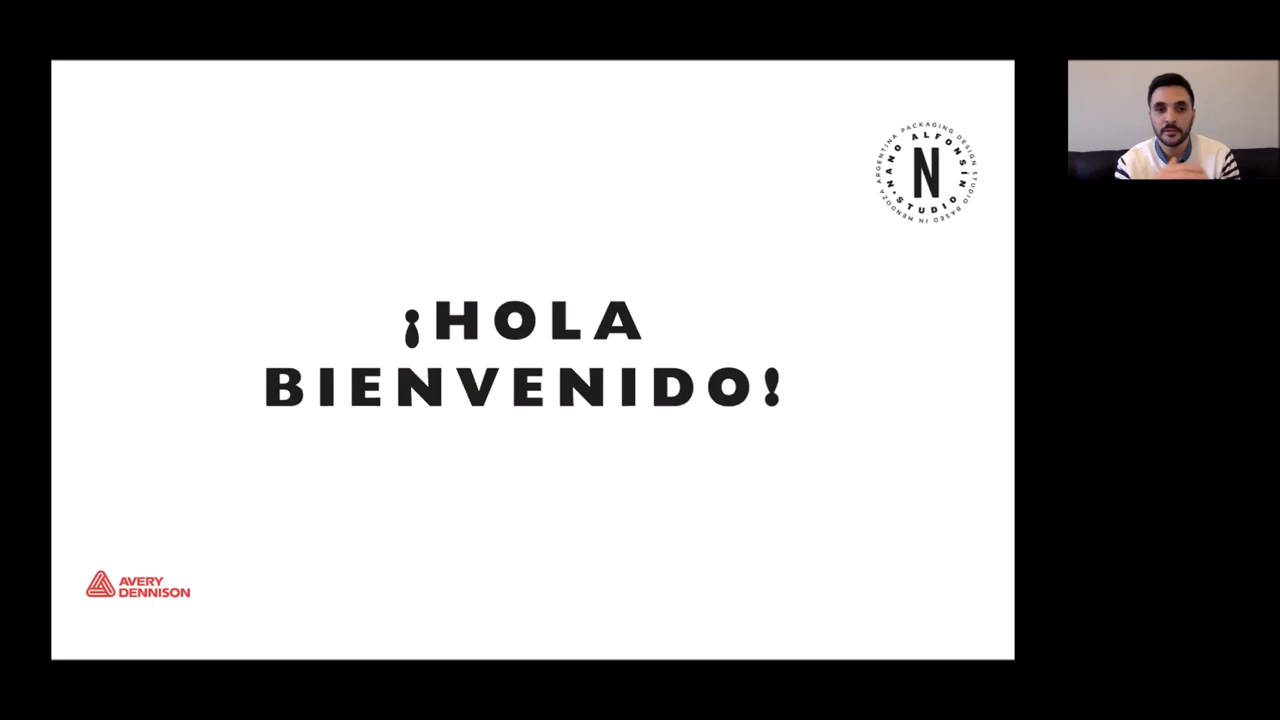 NANO ALFONSÍN
• STUDIO
ARGENTINA PACKAGING DESIGN STUDIO BASED IN MENDOZA
N
¡HOLA
BIENVENIDO!
AVERY
DENNISON